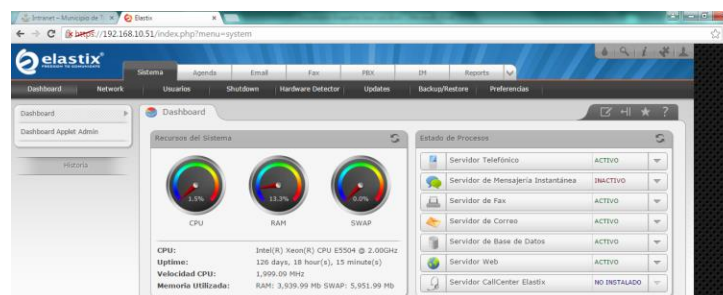 Intranet - Municipio de T
Elastix
https://192.168.10.51/index.php?menu=system
elastix
Sistema Agenda Email Fax PBX IM Reports
Dashboard Network Usuarios Shutdown Hardware Detector Updates Backup/Restore Preferencias
Dashboard
Dashboard Applet Admin
Historia
Dashboard
Recursos del Sistema
1.5% 13.3% 0.0%
CPU RAM SWAP
CPU: Intel(R) Xeon(R) CPU E5504 @ 2.00GHz
Uptime: 126 days, 18 hour(s), 15 minute(s)
Velocidad CPU: 1,999.09 MHz
Memoria Utilizada: RAM: 3,939.99 Mb SWAP: 5,951.99 Mb
Estado de Procesos
Servidor Telefónico ACTIVO
Servidor de Mensajería Instantánea INACTIVO
Servidor de Fax ACTIVO
Servidor de Correo ACTIVO
Servidor de Base de Datos ACTIVO
Servidor Web ACTIVO
Servidor CallCenter Elastix NO INSTALADO